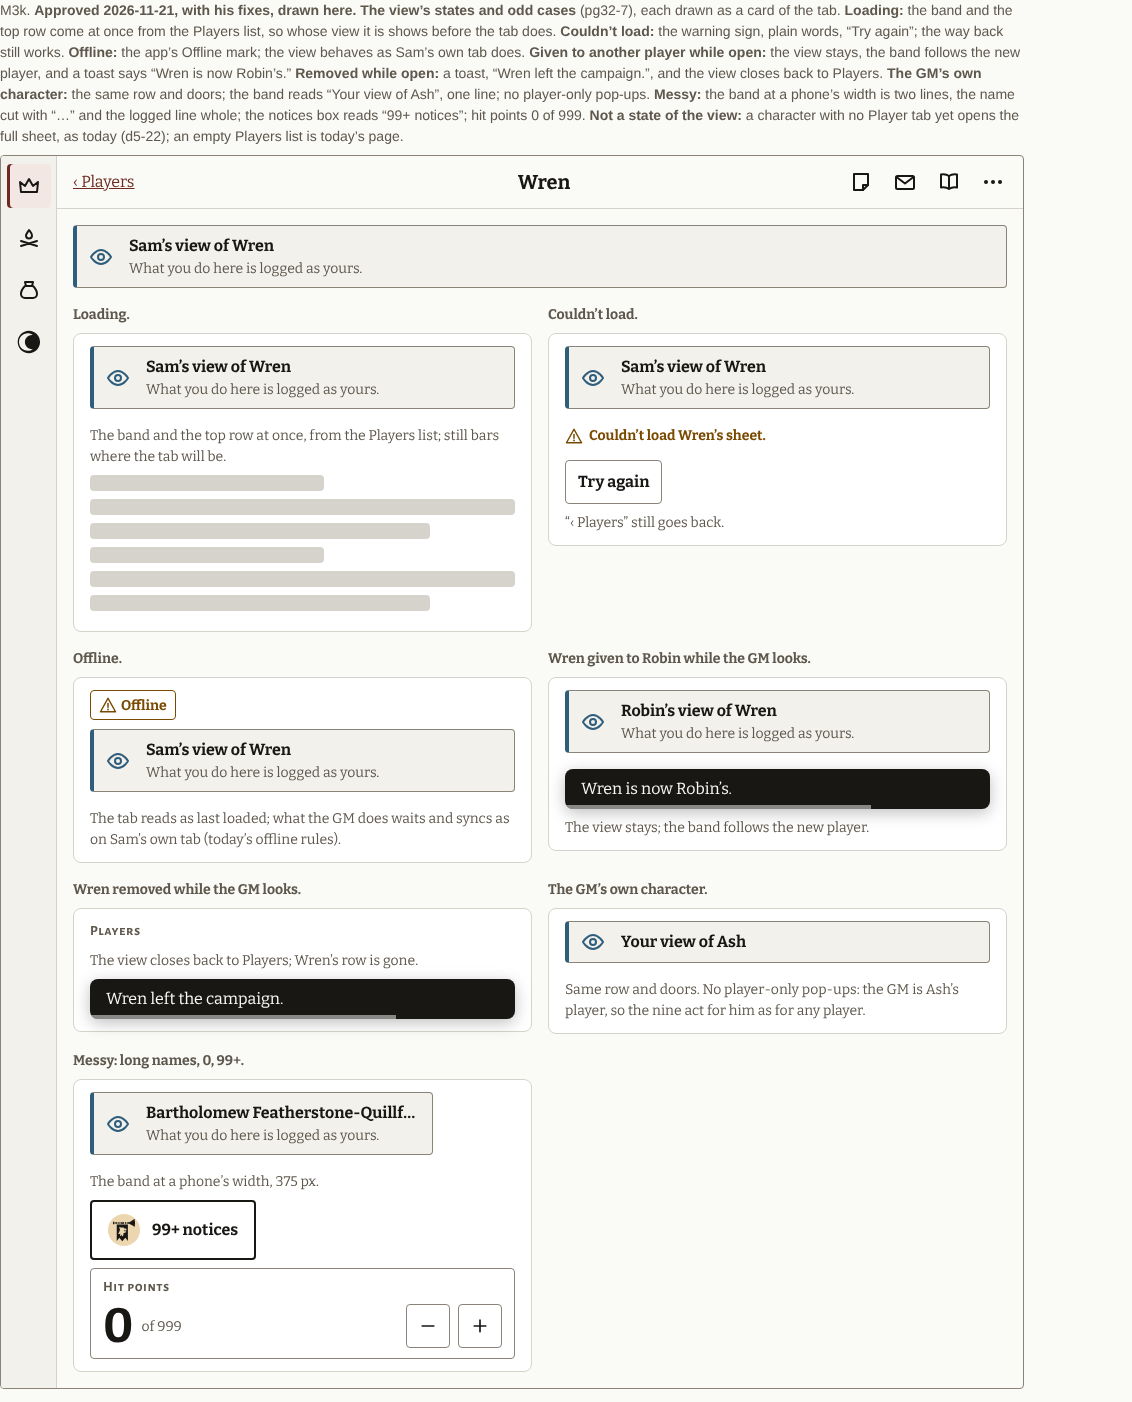 M3k. Approved 2026-11-21, with his fixes, drawn here. The view’s states and odd cases (pg32-7), each drawn as a card of the tab. Loading: the band and the
top row come at once from the Players list, so whose view it is shows before the tab does. Couldn’t load: the warning sign, plain words, “Try again”; the way back
still works. Offline: the app’s Offline mark; the view behaves as Sam’s own tab does. Given to another player while open: the view stays, the band follows the new
player, and a toast says “Wren is now Robin’s.” Removed while open: a toast, “Wren left the campaign.”, and the view closes back to Players. The GM’s own
character: the same row and doors; the band reads “Your view of Ash”, one line; no player-only pop-ups. Messy: the band at a phone’s width is two lines, the name
cut with “…” and the logged line whole; the notices box reads “99+ notices”; hit points 0 of 999. Not a state of the view: a character with no Player tab yet opens the
full sheet, as today (d5-22); an empty Players list is today’s page.
‹ Players
Wren
Sam’s view of Wren
What you do here is logged as yours.
Loading.
Sam’s view of Wren
What you do here is logged as yours.
The band and the top row at once, from the Players list; still bars
where the tab will be.
Couldn’t load.
Sam’s view of Wren
What you do here is logged as yours.
Couldn’t load Wren’s sheet.
Try again
“‹ Players” still goes back.
Offline.
Offline
Sam’s view of Wren
What you do here is logged as yours.
The tab reads as last loaded; what the GM does waits and syncs as
on Sam’s own tab (today’s offline rules).
Wren given to Robin while the GM looks.
Robin’s view of Wren
What you do here is logged as yours.
Wren is now Robin’s.
The view stays; the band follows the new player.
Wren removed while the GM looks.
Players
The view closes back to Players; Wren’s row is gone.
Wren left the campaign.
The GM’s own character.
Your view of Ash
Same row and doors. No player-only pop-ups: the GM is Ash’s
player, so the nine act for him as for any player.
Messy: long names, 0, 99+.
Bartholomew Featherstone-Quillf…
What you do here is logged as yours.
The band at a phone’s width, 375 px.
99+ notices
Hit points
0 of 999